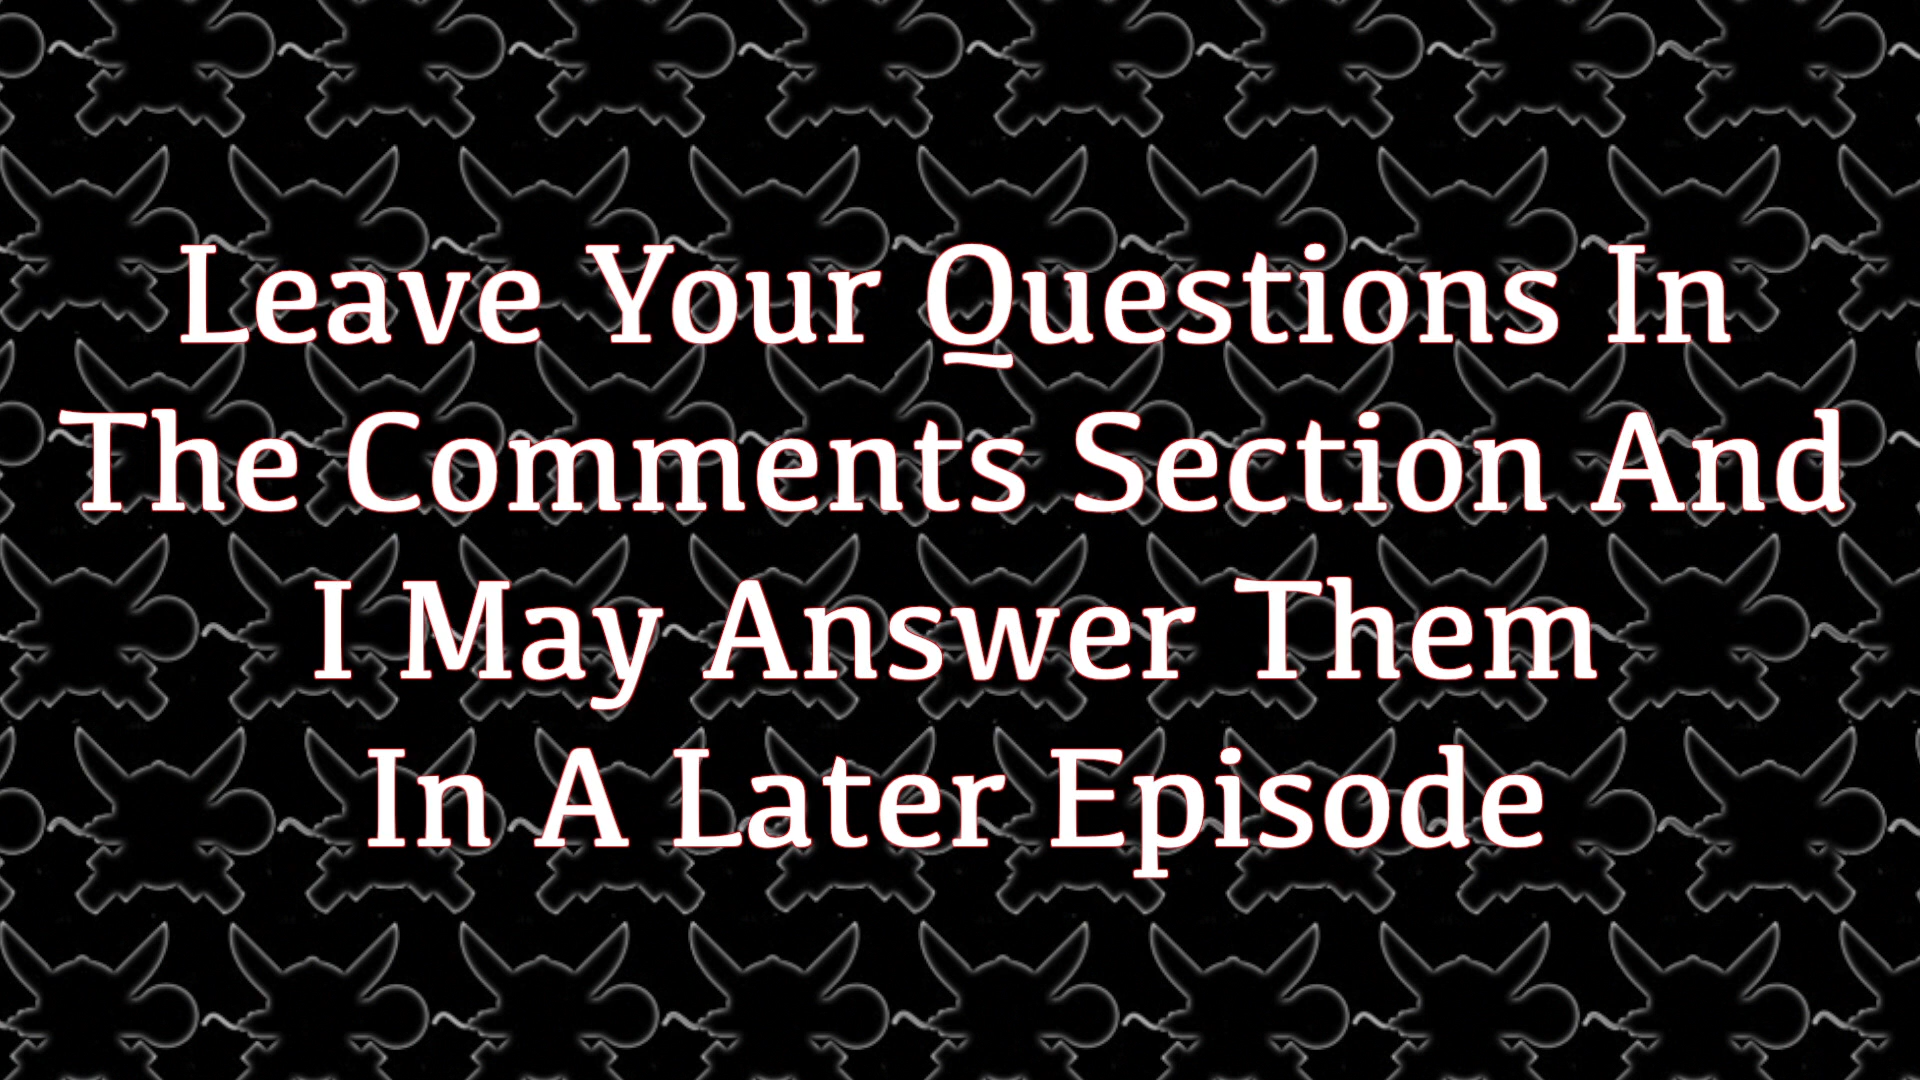 Leave Your Questions In
The Comments Section And
I May Answer Them
In A Later Episode